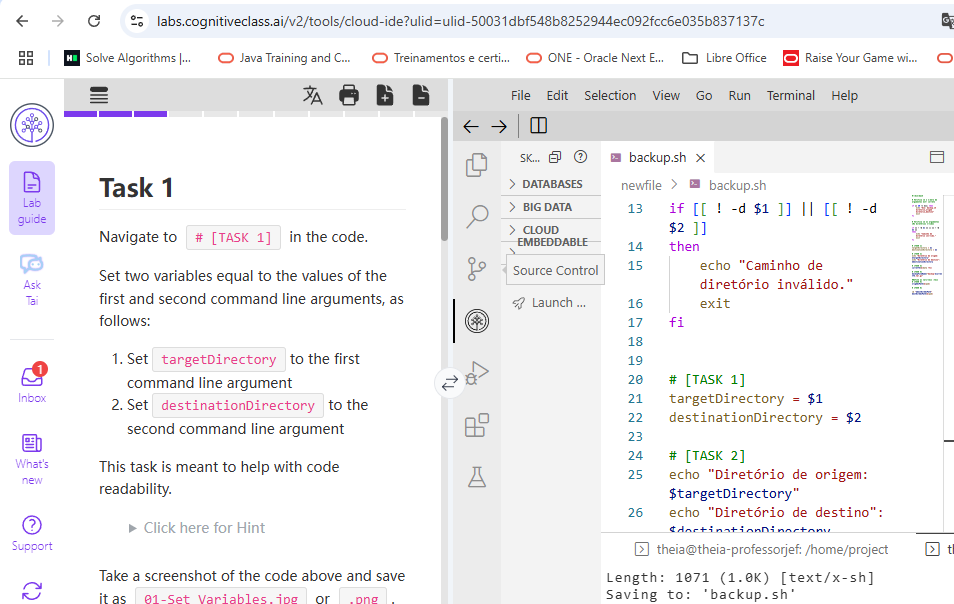 labs.cognitiveclass.ai/v2/tools/cloud-ide?ulid=ulid-50031dbf548b8252944ec092fcc6e035b837137c
Solve Algorithms |...
Java Training and C...
Treinamentos e certi...
ONE - Oracle Next E...
Libre Office
Raise Your Game wi...
File Edit Selection View Go Run Terminal Help
Lab
guide
Ask
Tai
1
Inbox
What's
new
Support
Task 1
Navigate to # [TASK 1] in the code.
Set two variables equal to the values of the
first and second command line arguments, as
follows:
1. Set targetDirectory to the first
command line argument
2. Set destinationDirectory to the
second command line argument
This task is meant to help with code
readability.
Click here for Hint
Take a screenshot of the code above and save
it as 01-Set_Variables.jpg or .png .
SK...
DATABASES
BIG DATA
CLOUD
EMBEDDABLE
Source Control
Launch ...
backup.sh
newfile > backup.sh
13 if [[ ! -d $1 ]] || [[ ! -d
$2 ]]
14 then
15 echo "Caminho de
diretório inválido."
16 exit
17 fi
18
19
20 # [TASK 1]
21 targetDirectory = $1
22 destinationDirectory = $2
23
24 # [TASK 2]
25 echo "Diretório de origem:
$targetDirectory"
26 echo "Diretório de destino":
$destinationDirectory
theia@theia-professorjef: /home/project
Length: 1071 (1.0K) [text/x-sh]
Saving to: 'backup.sh'